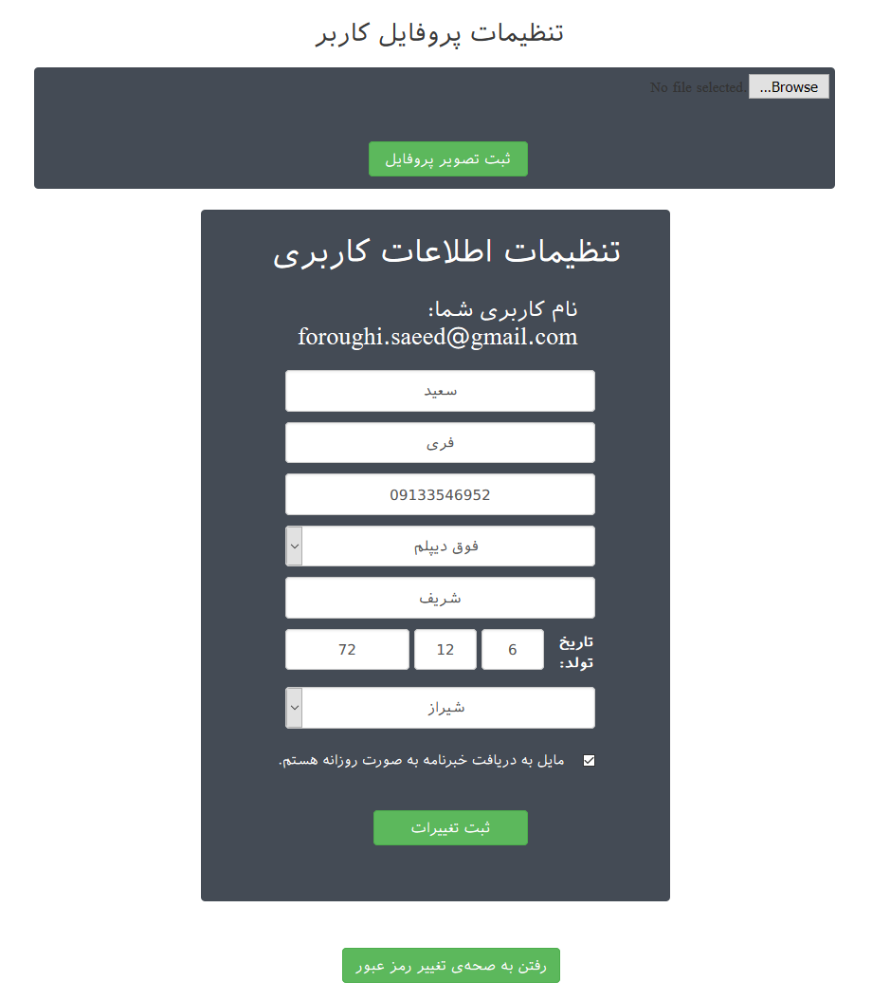 تنظیمات پروفایل کاربر
Browse... No file selected.
ثبت تصویر پروفایل
تنظیمات اطلاعات کاربری
نام کاربری شما:
foroughi.saeed@gmail.com
سعید
فری
09133546952
فوق دیپلم
شریف
تاریخ تولد: 6 12 72
شیراز
مایل به دریافت خبرنامه به صورت روزانه هستم.
ثبت تغییرات
رفتن به صحه‌ی تغییر رمز عبور